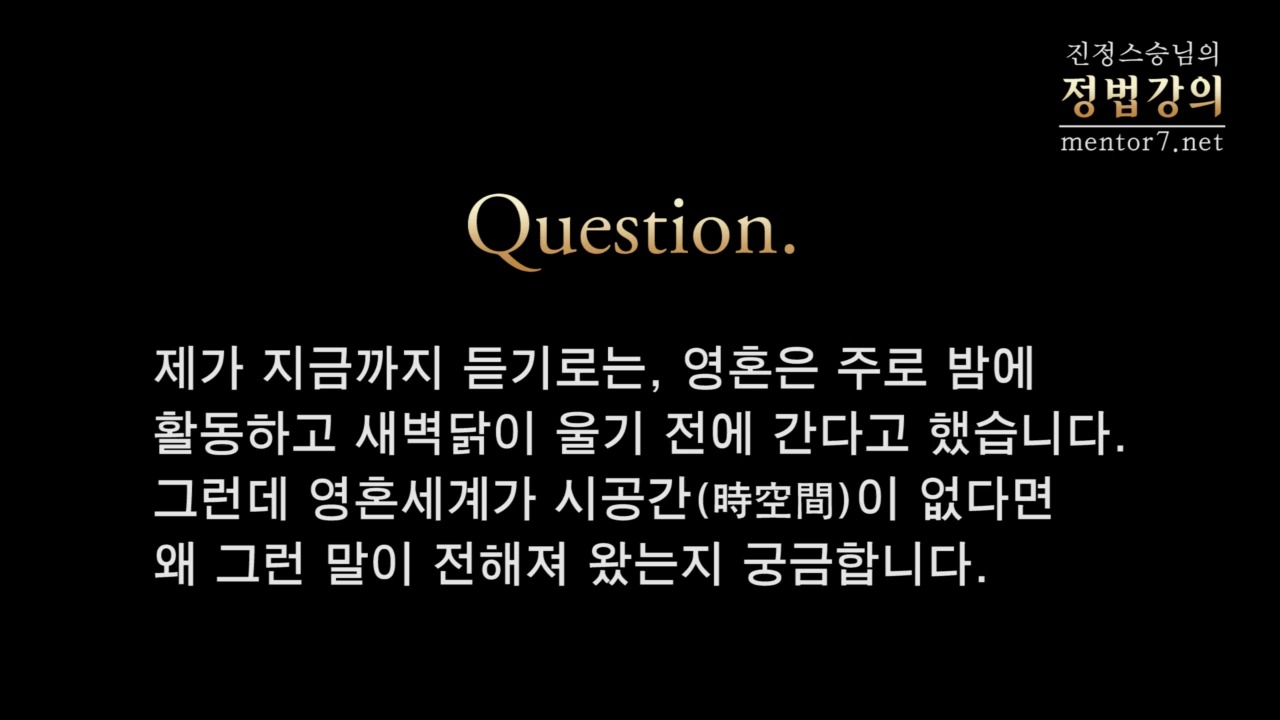 진정스승님의
정법강의
mentor7.net
Question.
제가 지금까지 듣기로는, 영혼은 주로 밤에
활동하고 새벽닭이 울기 전에 간다고 했습니다.
그런데 영혼세계가 시공간(時空間)이 없다면
왜 그런 말이 전해져 왔는지 궁금합니다.